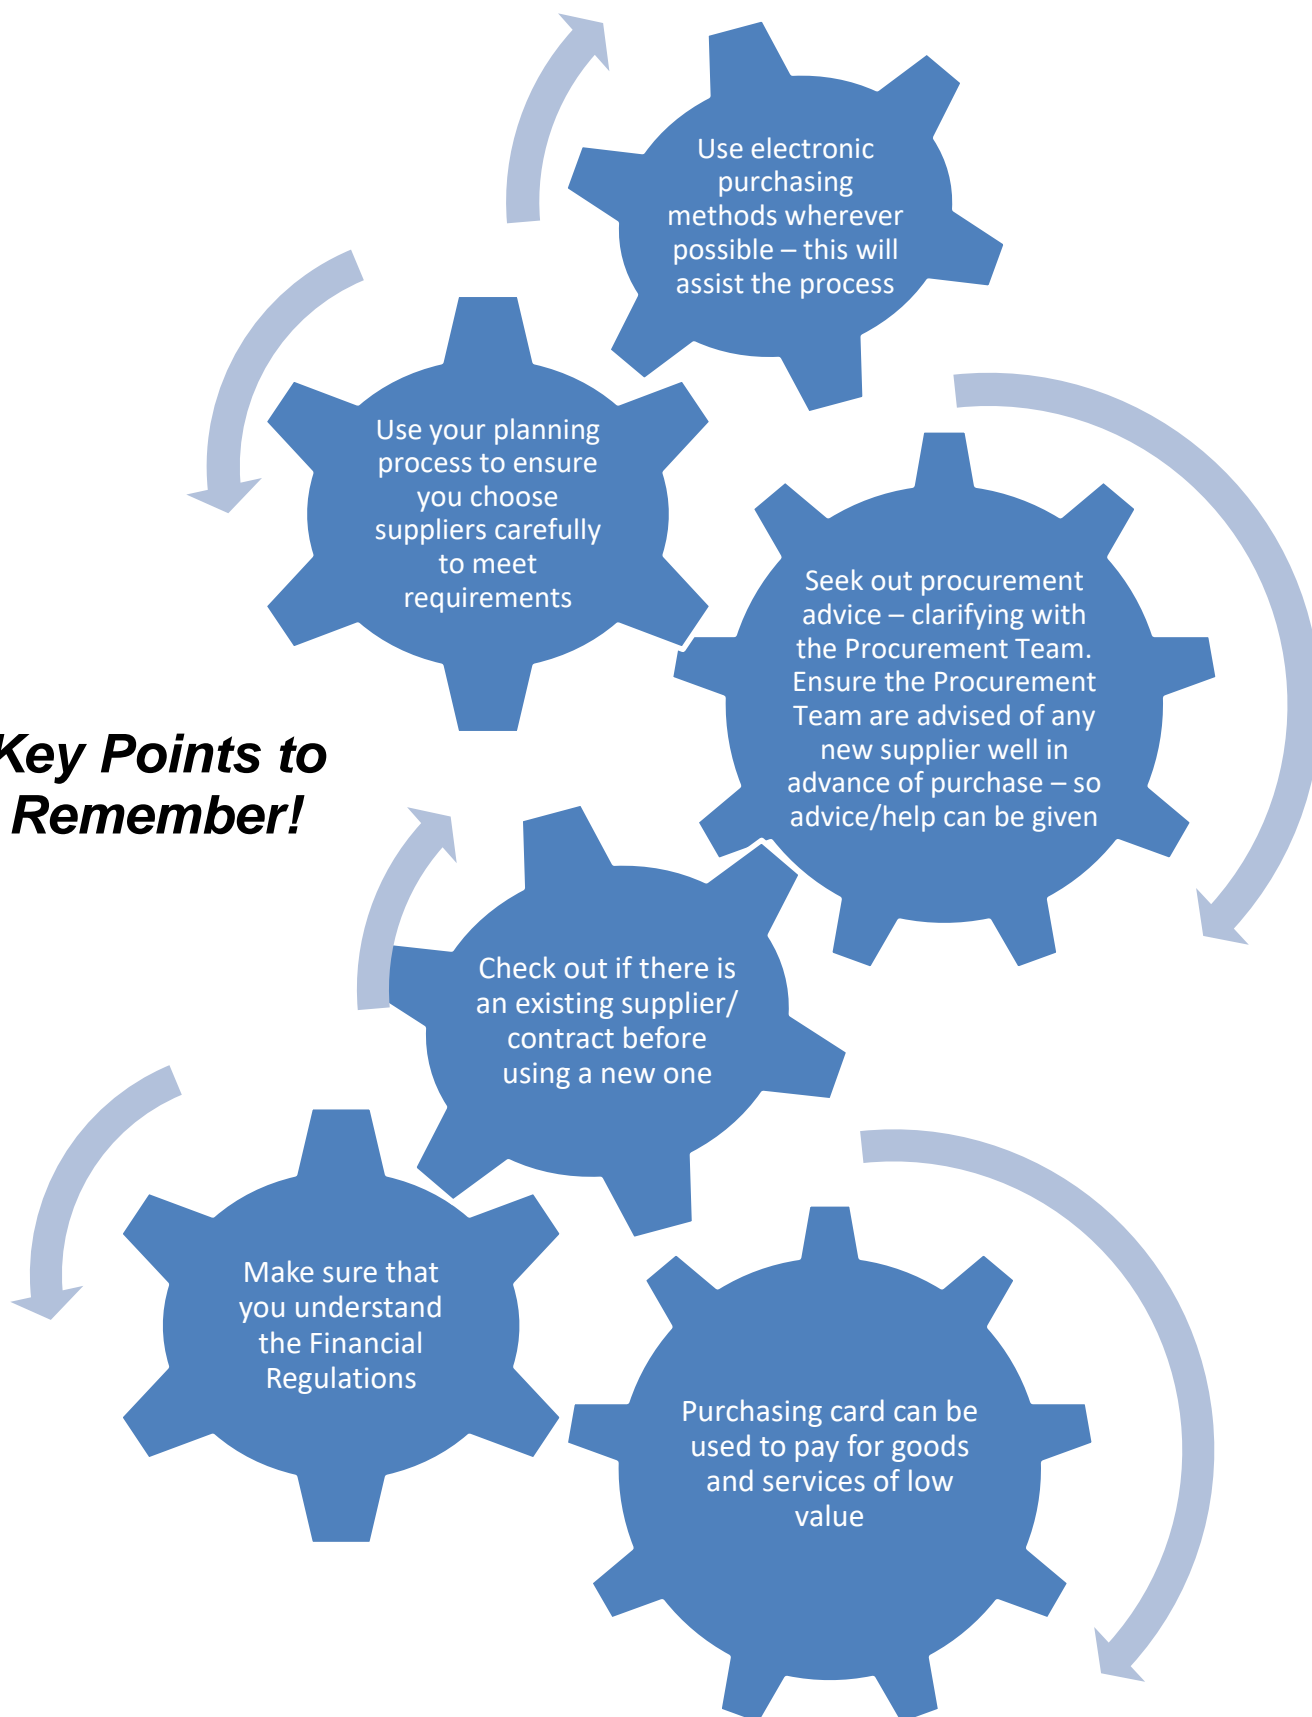 Use electronic
purchasing
methods wherever
possible – this will
assist the process
Use your planning
process to ensure
you choose
suppliers carefully
to meet
requirements
Seek out procurement
advice – clarifying with
the Procurement Team.
Ensure the Procurement
Team are advised of any
new supplier well in
advance of purchase – so
advice/help can be given
Key Points to
Remember!
Check out if there is
an existing supplier/
contract before
using a new one
Make sure that
you understand
the Financial
Regulations
Purchasing card can be
used to pay for goods
and services of low
value